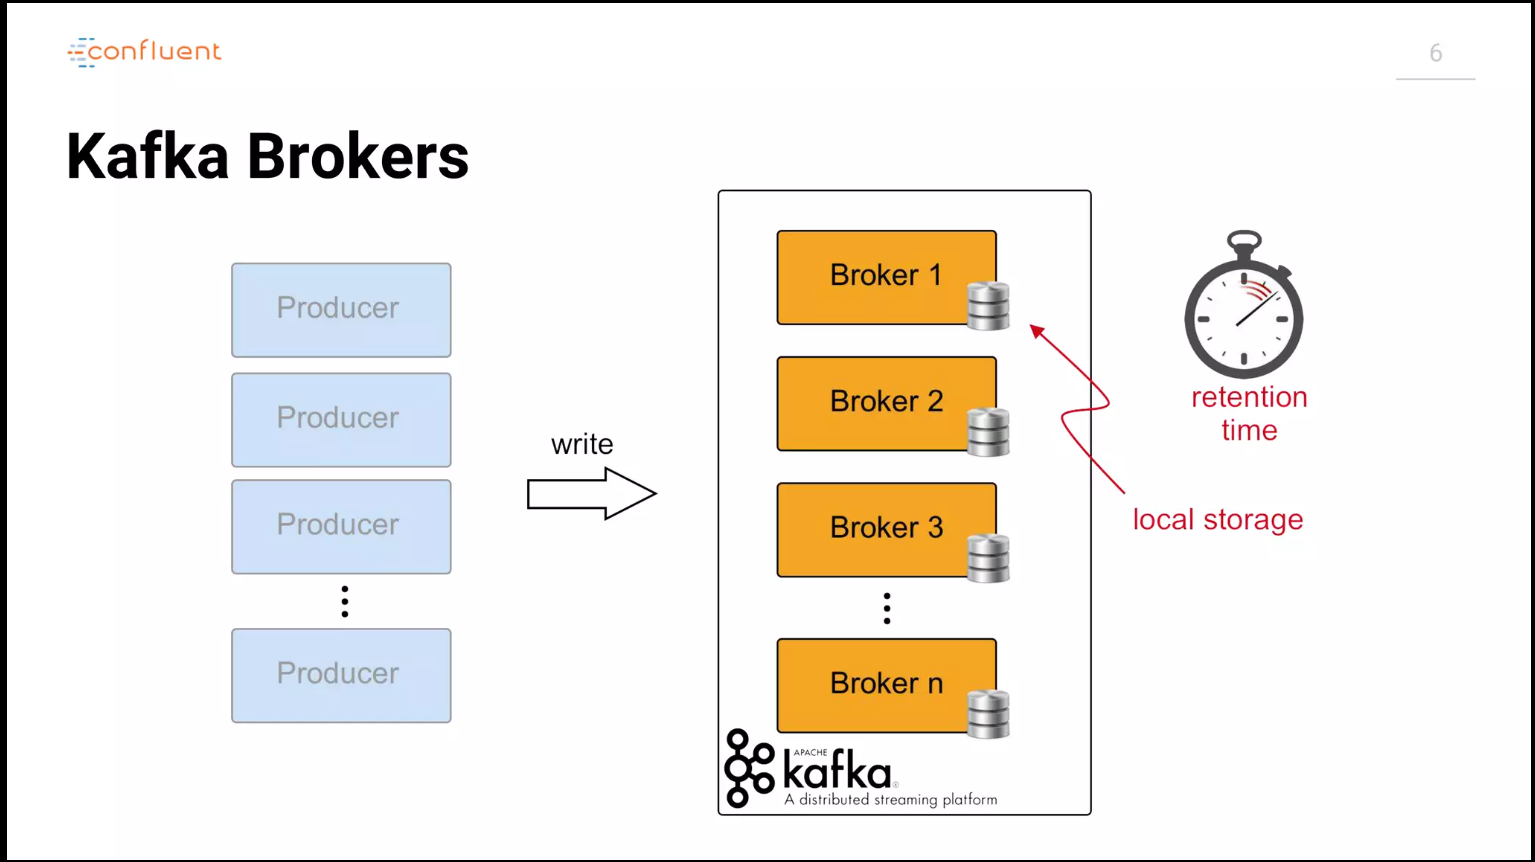 confluent
6
Kafka Brokers
Producer
Producer
Producer
Producer
write
Broker 1
Broker 2
Broker 3
Broker n
APACHE
kafka®
A distributed streaming platform
retention
time
local storage